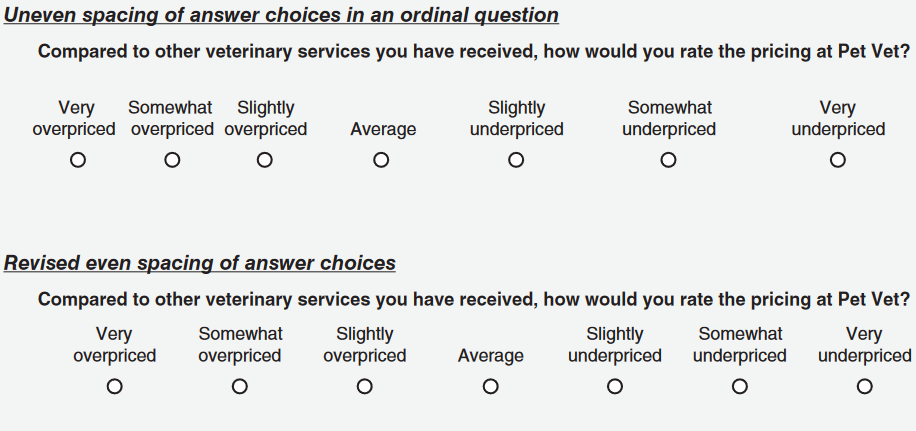 Uneven spacing of answer choices in an ordinal question
Compared to other veterinary services you have received, how would you rate the pricing at Pet Vet?
Very Somewhat Slightly Slightly Somewhat Very
overpriced overpriced overpriced Average underpriced underpriced underpriced
Revised even spacing of answer choices
Compared to other veterinary services you have received, how would you rate the pricing at Pet Vet?
Very Somewhat Slightly Slightly Somewhat Very
overpriced overpriced overpriced Average underpriced underpriced underpriced